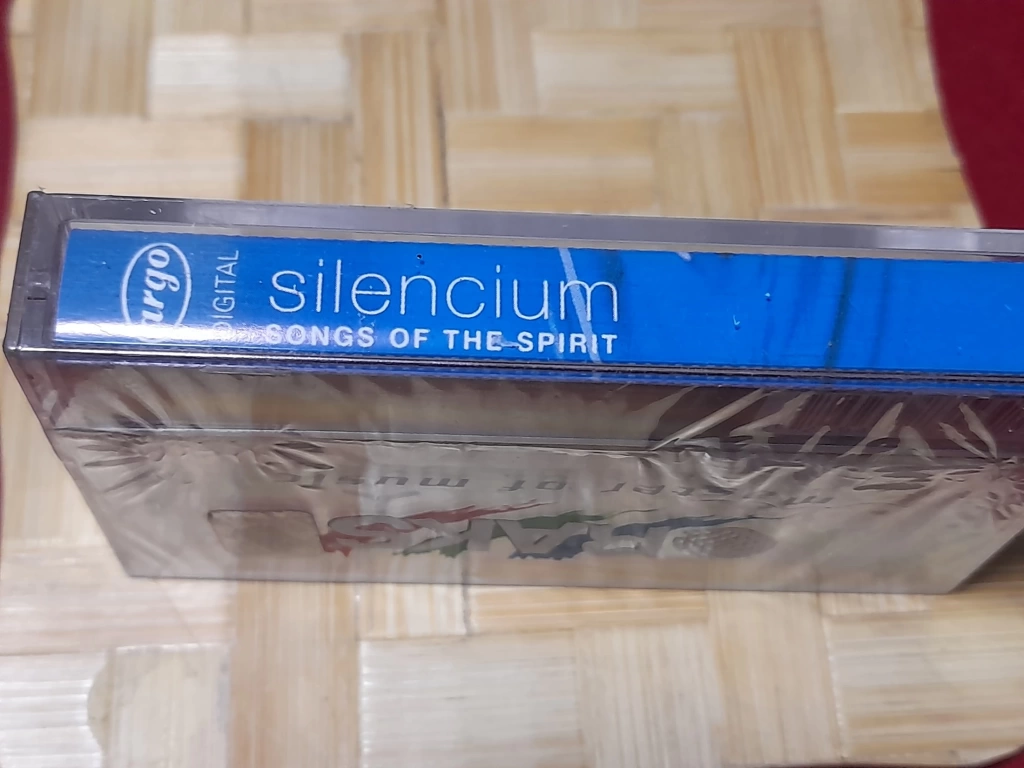 argo
DIGITAL
silencium
SONGS OF THE SPIRIT